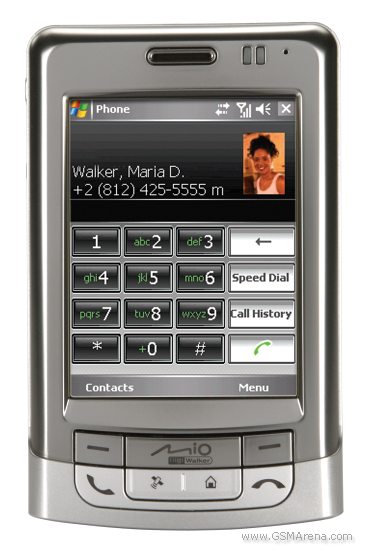 Phone
Walker, Maria D.
+2 (812) 425-5555 m
1 abc2 def3 ←
ghi4 jkl5 mno6 Speed Dial
pqrs7 tuv8 wxyz9 Call History
* +0 #
Contacts Menu
Mio
DigiWalker
www.GSMArena.com